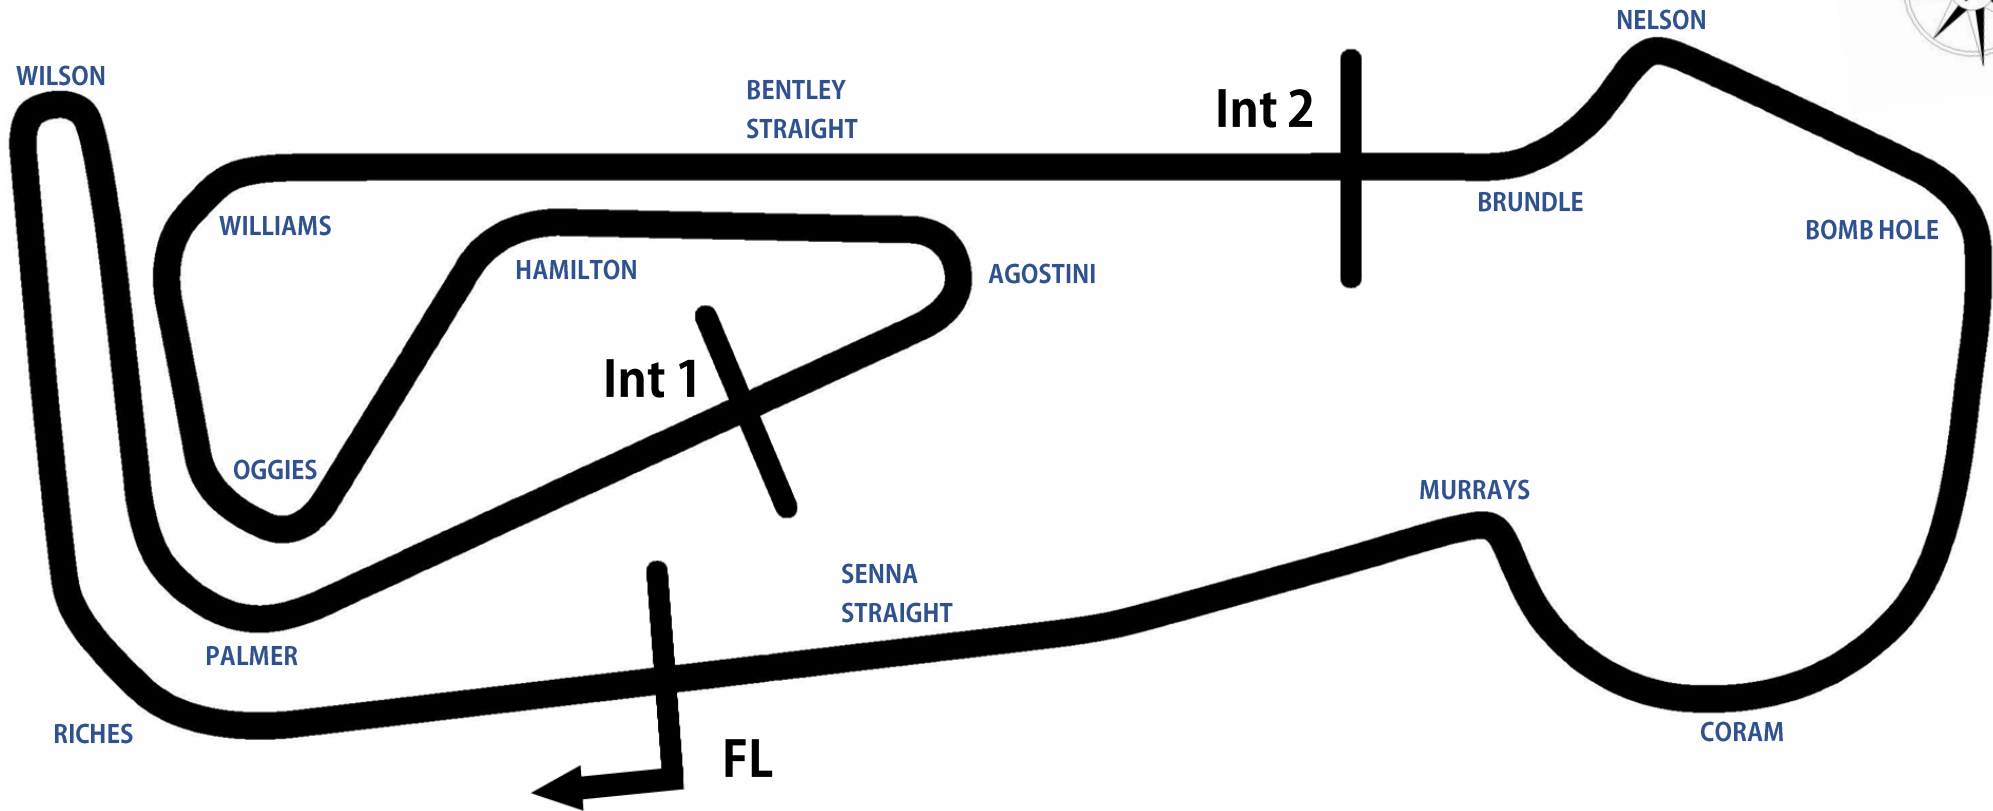 NELSON
WILSON
BENTLEY
STRAIGHT
Int 2
BRUNDLE
WILLIAMS
BOMB HOLE
HAMILTON
AGOSTINI
Int 1
OGGIES
MURRAYS
SENNA
STRAIGHT
PALMER
RICHES
CORAM
FL